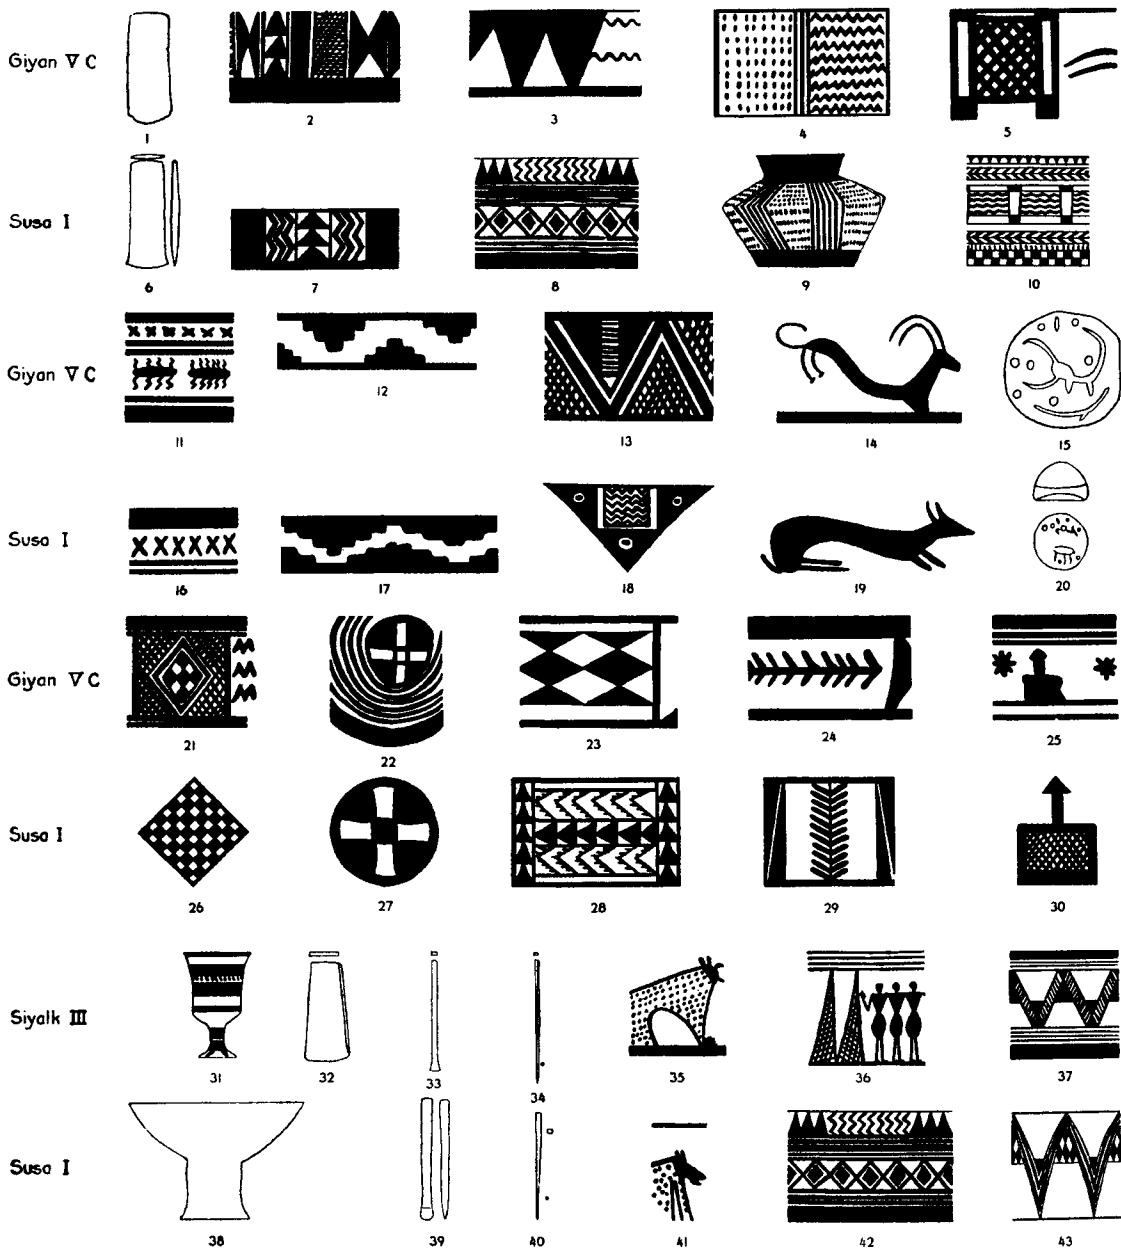 Giyan V C
1 2 3 4 5
Susa I
6 7 8 9 10
Giyan V C
11 12 13 14 15
Susa I
16 17 18 19 20
Giyan V C
21 22 23 24 25
Susa I
26 27 28 29 30
Siyalk III
31 32 33 34 35 36 37
Susa I
38 39 40 41 42 43